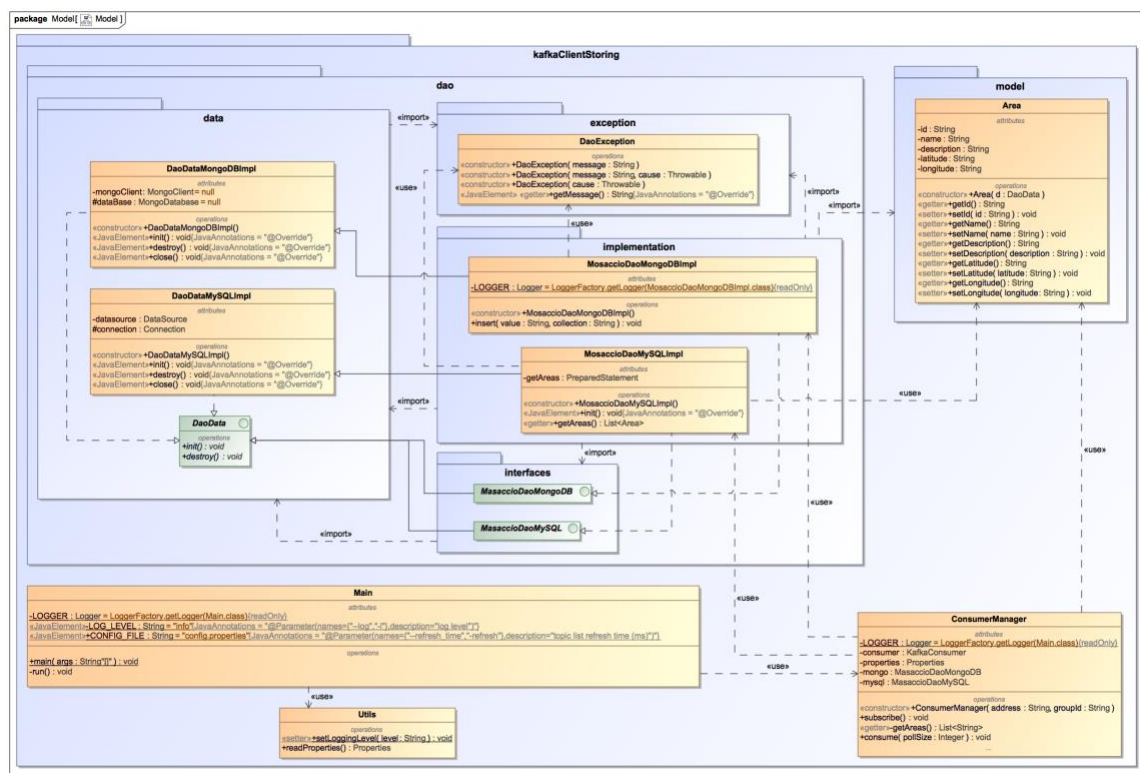 package Model[ Model ]
kafkaClientStoring
dao
data
«import»
DaoDataMongoDBImpl
attributes
-mongoClient : MongoClient = null
#dataBase : MongoDatabase = null
operations
«constructor»+DaoDataMongoDBImpl()
«JavaElement»+init() : void{JavaAnnotations = "@Override"}
«JavaElement»+destroy() : void{JavaAnnotations = "@Override"}
«JavaElement»+close() : void{JavaAnnotations = "@Override"}
DaoDataMySQLImpl
attributes
-datasource : DataSource
#connection : Connection
operations
«constructor»+DaoDataMySQLImpl()
«JavaElement»+init() : void{JavaAnnotations = "@Override"}
«JavaElement»+destroy() : void{JavaAnnotations = "@Override"}
«JavaElement»+close() : void{JavaAnnotations = "@Override"}
DaoData
operations
+init() : void
+destroy() : void
exception
DaoException
operations
«constructor»+DaoException( message : String )
«constructor»+DaoException( message : String, cause : Throwable )
«constructor»+DaoException( cause : Throwable )
«JavaElement» «getter»+getMessage() : String{JavaAnnotations = "@Override"}
«use»
«use»
«import»
«import»
implementation
MosaccioDaoMongoDBImpl
attributes
-LOGGER : Logger = LoggerFactory.getLogger(MosaccioDaoMongoDBImpl.class){readOnly}
operations
«constructor»+MosaccioDaoMongoDBImpl()
+insert( value : String, collection : String ) : void
MosaccioDaoMySQLImpl
attributes
-getAreas : PreparedStatement
operations
«constructor»+MosaccioDaoMySQLImpl()
«JavaElement»+init() : void{JavaAnnotations = "@Override"}
«getter»+getAreas() : List<Area>
«import»
«import»
interfaces
MasaccioDaoMongoDB
MasaccioDaoMySQL
«import»
model
Area
attributes
-id : String
-name : String
-description : String
-latitude : String
-longitude : String
operations
«constructor»+Area( d : DaoData )
«getter»+getId() : String
«setter»+setId( id : String ) : void
«getter»+getName() : String
«setter»+setName( name : String ) : void
«getter»+getDescription() : String
«setter»+setDescription( description : String ) : void
«getter»+getLatitude() : String
«setter»+setLatitude( latitude : String ) : void
«getter»+getLongitude() : String
«setter»+setLongitude( longitude : String ) : void
«use»
«use»
«use»
«use»
Main
attributes
-LOGGER : Logger = LoggerFactory.getLogger(Main.class){readOnly}
«JavaElement»-LOG_LEVEL : String = "info"{JavaAnnotations = "@Parameter(names={"--log","-l"},description="log level")"}
«JavaElement»+CONFIG_FILE : String = "config.properties"{JavaAnnotations = "@Parameter(names={"--refresh_time","-refresh"},description="topic list refresh time (ms)")"}
operations
+main( args : String"[]" ) : void
-run() : void
«use»
Utils
operations
«setter»+setLoggingLevel( level : String ) : void
+readProperties() : Properties
«use»
ConsumerManager
attributes
-LOGGER : Logger = LoggerFactory.getLogger(Main.class){readOnly}
-consumer : KafkaConsumer
-properties : Properties
-mongo : MasaccioDaoMongoDB
-mysql : MasaccioDaoMySQL
operations
«constructor»+ConsumerManager( address : String, groupId : String )
+subscribe() : void
«getter»-getAreas() : List<String>
+consume( pollSize : Integer ) : void
...